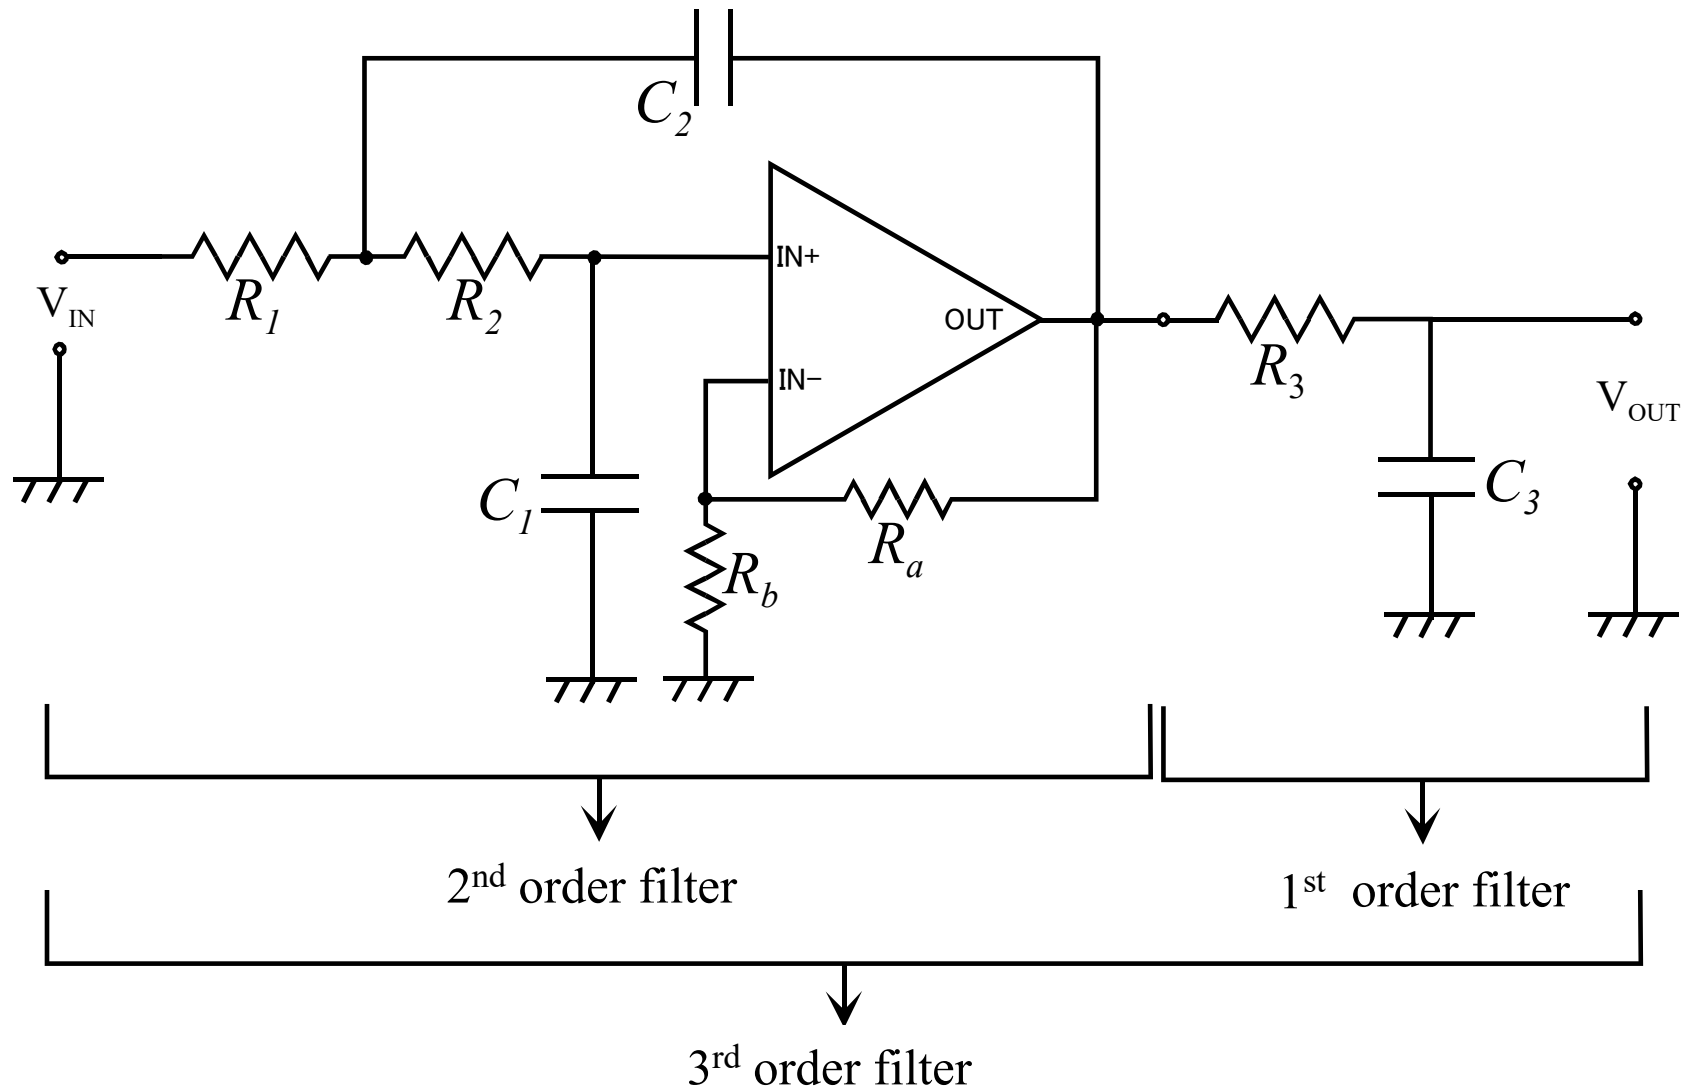 C2
IN+
R1
R2
VIN
OUT
R3
IN−
VOUT
C1
C3
Ra
Rb
2nd order filter
1st order filter
3rd order filter